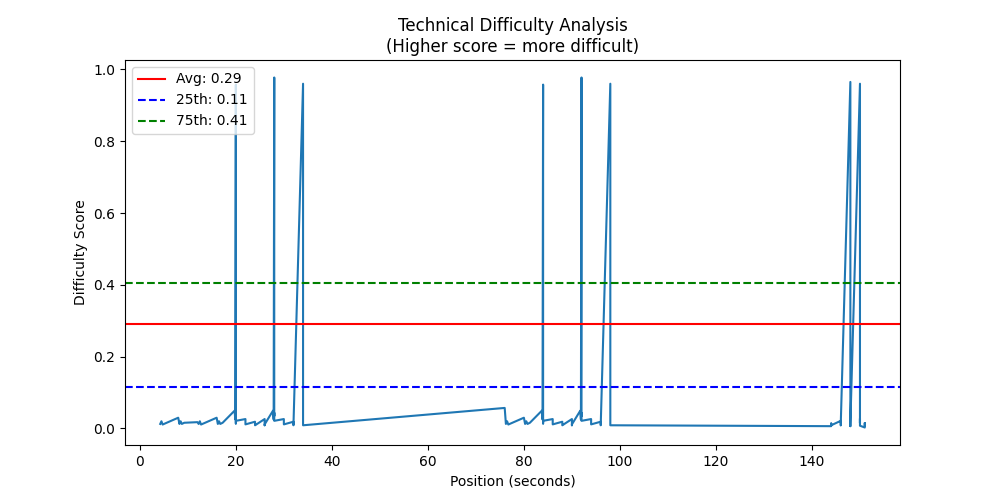 Technical Difficulty Analysis
(Higher score = more difficult)
Avg: 0.29
25th: 0.11
75th: 0.41
1.0
0.8
0.6
0.4
0.2
0.0
Difficulty Score
0 20 40 60 80 100 120 140
Position (seconds)